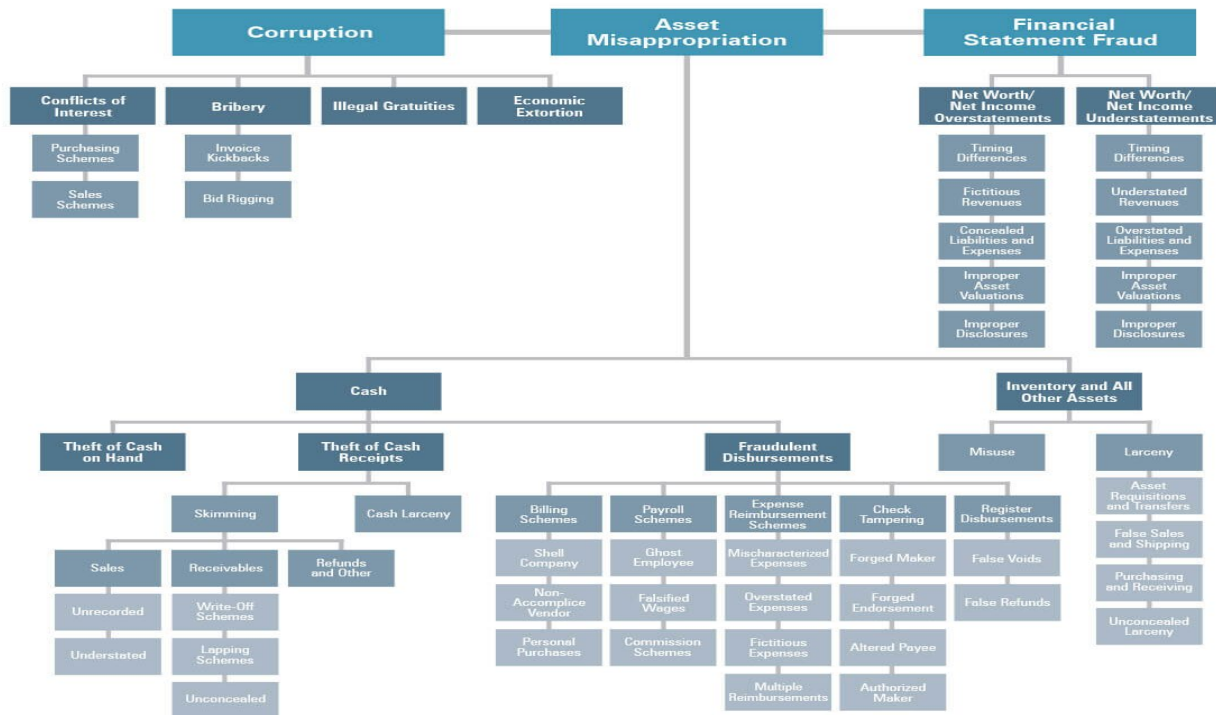 Corruption
Asset
Misappropriation
Financial
Statement Fraud
Conflicts of
Interest
Bribery
Illegal Gratuities
Economic
Extortion
Net Worth/
Net Income
Overstatements
Net Worth/
Net Income
Understatements
Purchasing
Schemes
Invoice
Kickbacks
Timing
Differences
Timing
Differences
Sales
Schemes
Bid Rigging
Fictitious
Revenues
Understated
Revenues
Concealed
Liabilities and
Expenses
Overstated
Liabilities and
Expenses
Improper
Asset
Valuations
Improper
Asset
Valuations
Improper
Disclosures
Improper
Disclosures
Cash
Inventory and All
Other Assets
Theft of Cash
on Hand
Theft of Cash
Receipts
Fraudulent
Disbursements
Misuse
Larceny
Skimming
Cash Larceny
Billing
Schemes
Payroll
Schemes
Expense
Reimbursement
Schemes
Check
Tampering
Register
Disbursements
Asset
Requisitions
and Transfers
Sales
Receivables
Refunds
and Other
Shell
Company
Ghost
Employee
Mischaracterized
Expenses
Forged Maker
False Voids
False Sales
and Shipping
Unrecorded
Write-Off
Schemes
Non-
Accomplice
Vendor
Falsified
Wages
Overstated
Expenses
Forged
Endorsement
False Refunds
Purchasing
and Receiving
Understated
Lapping
Schemes
Personal
Purchases
Commission
Schemes
Fictitious
Expenses
Altered Payee
Unconcealed
Larceny
Unconcealed
Multiple
Reimbursements
Authorized
Maker